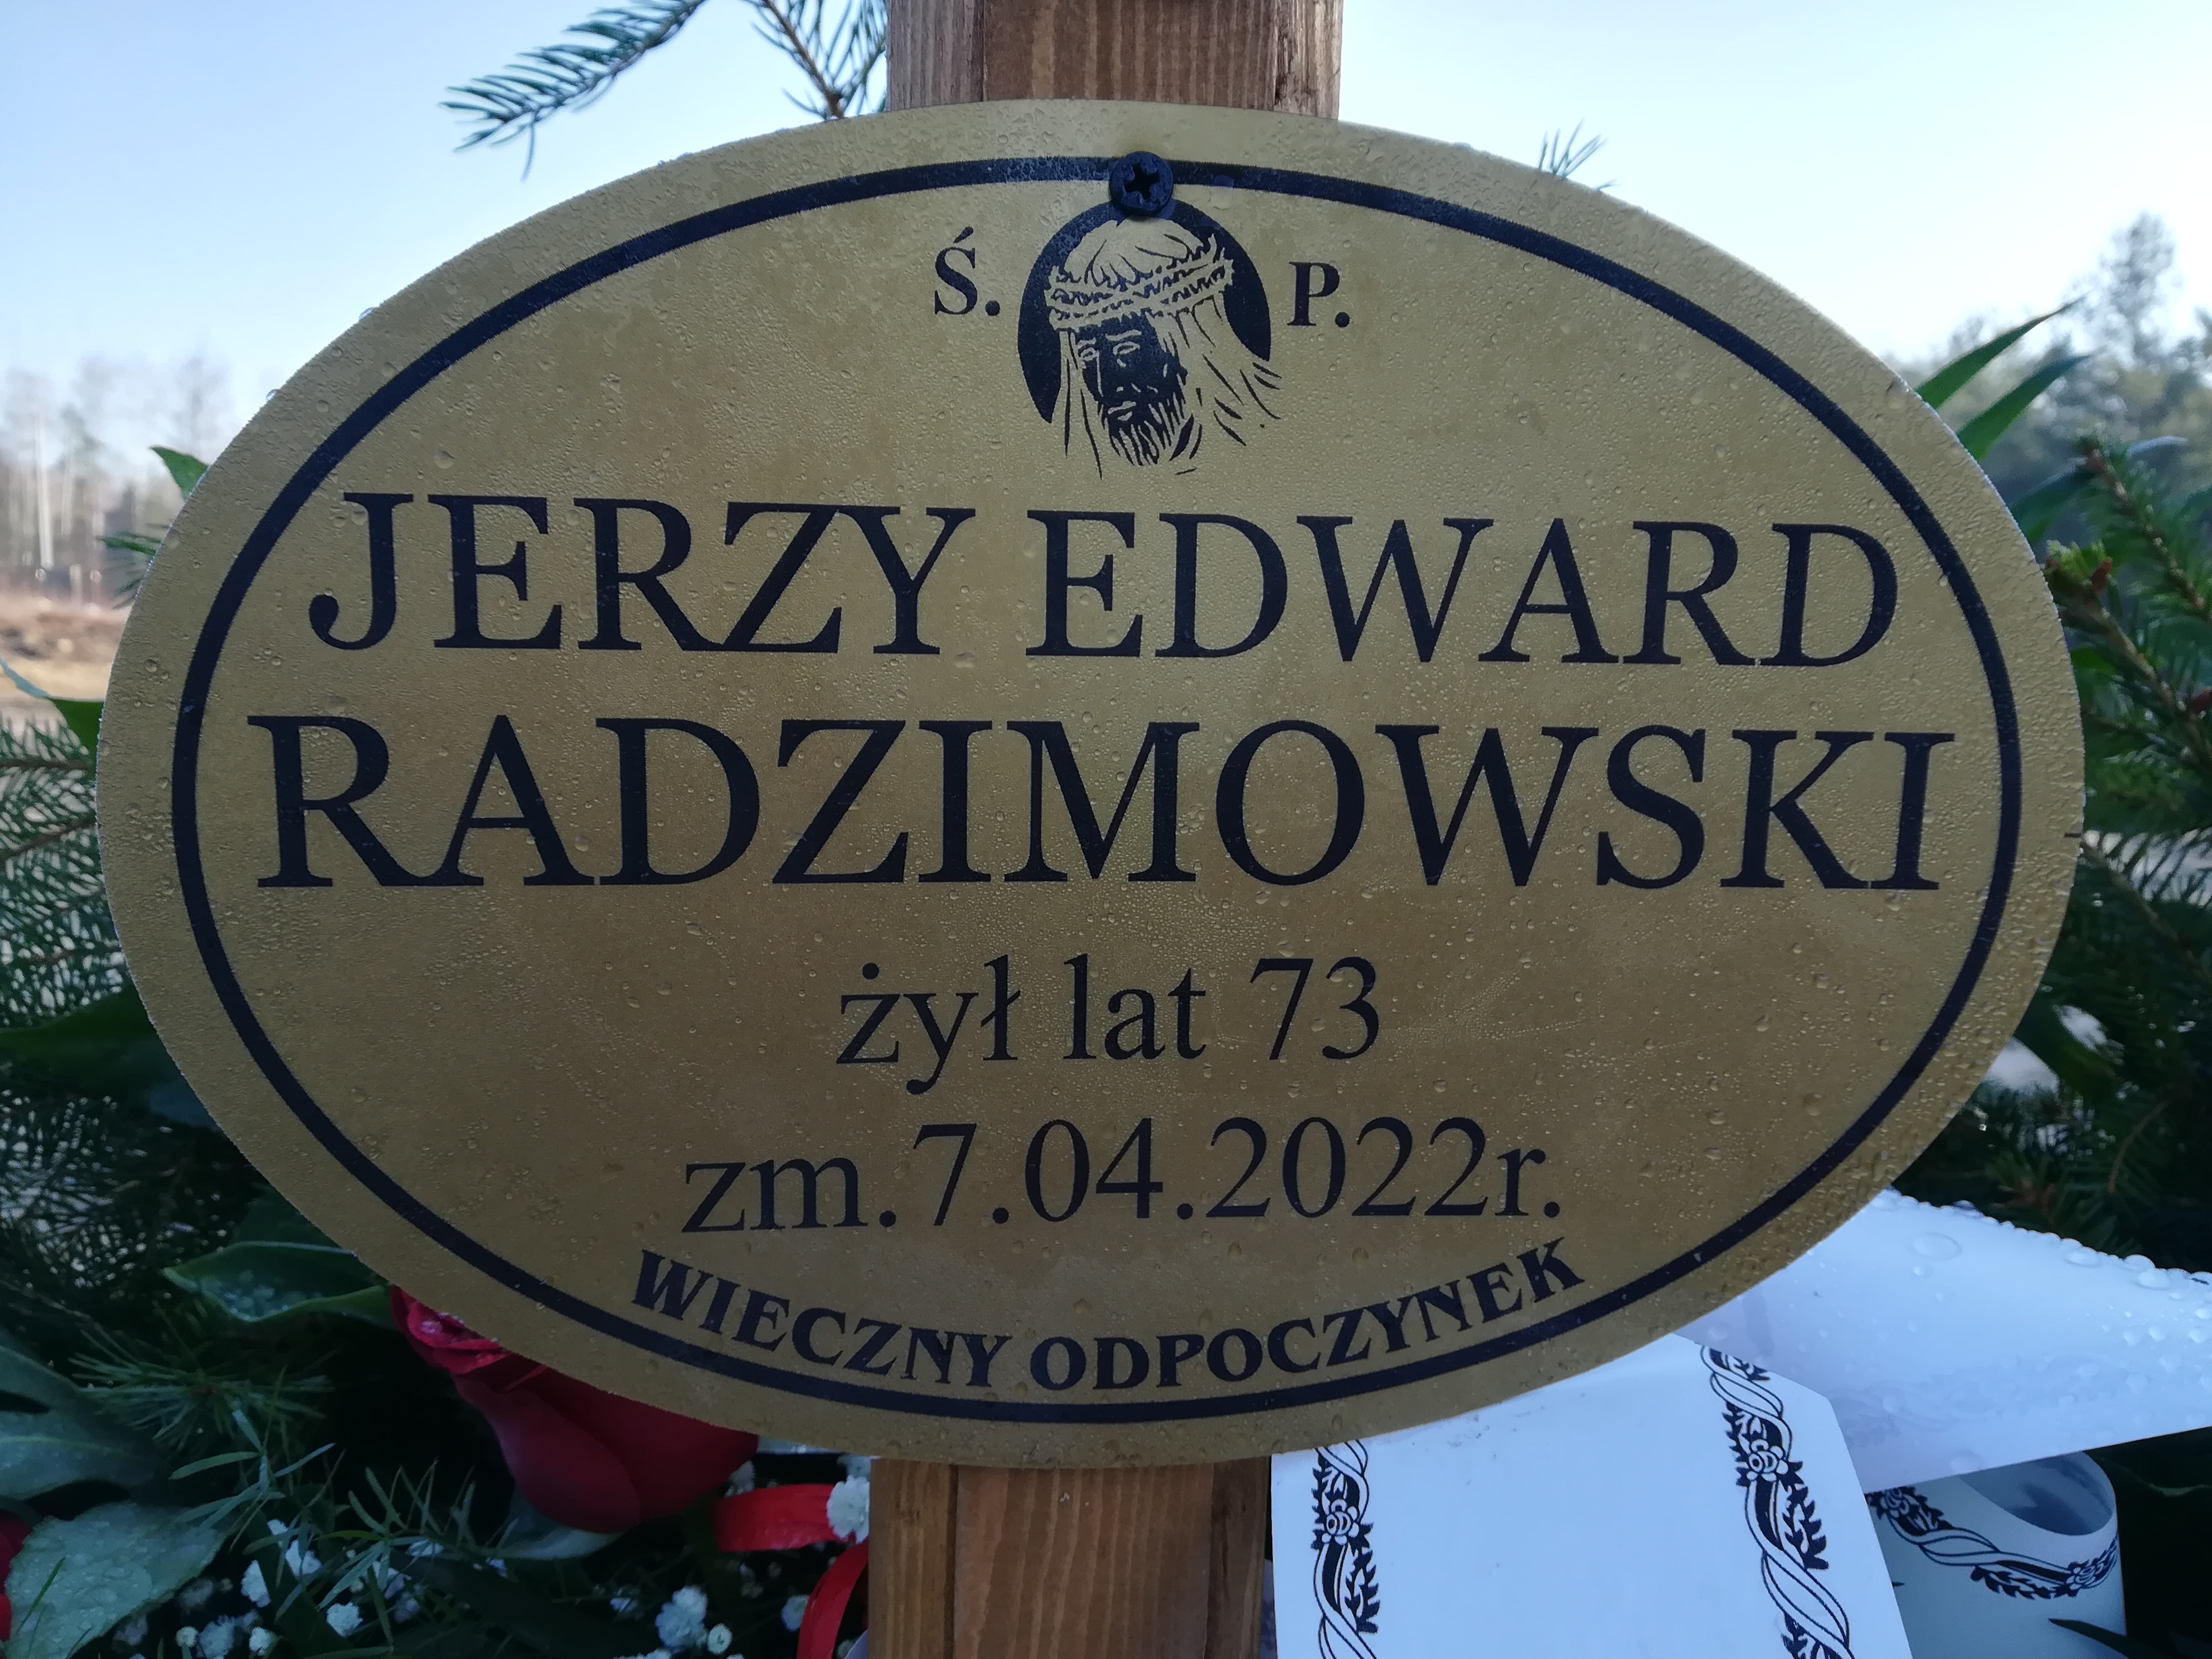 Ś. P.
JERZY EDWARD
RADZIMOWSKI
żył lat 73
zm.7.04.2022r.
WIECZNY ODPOCZYNEK